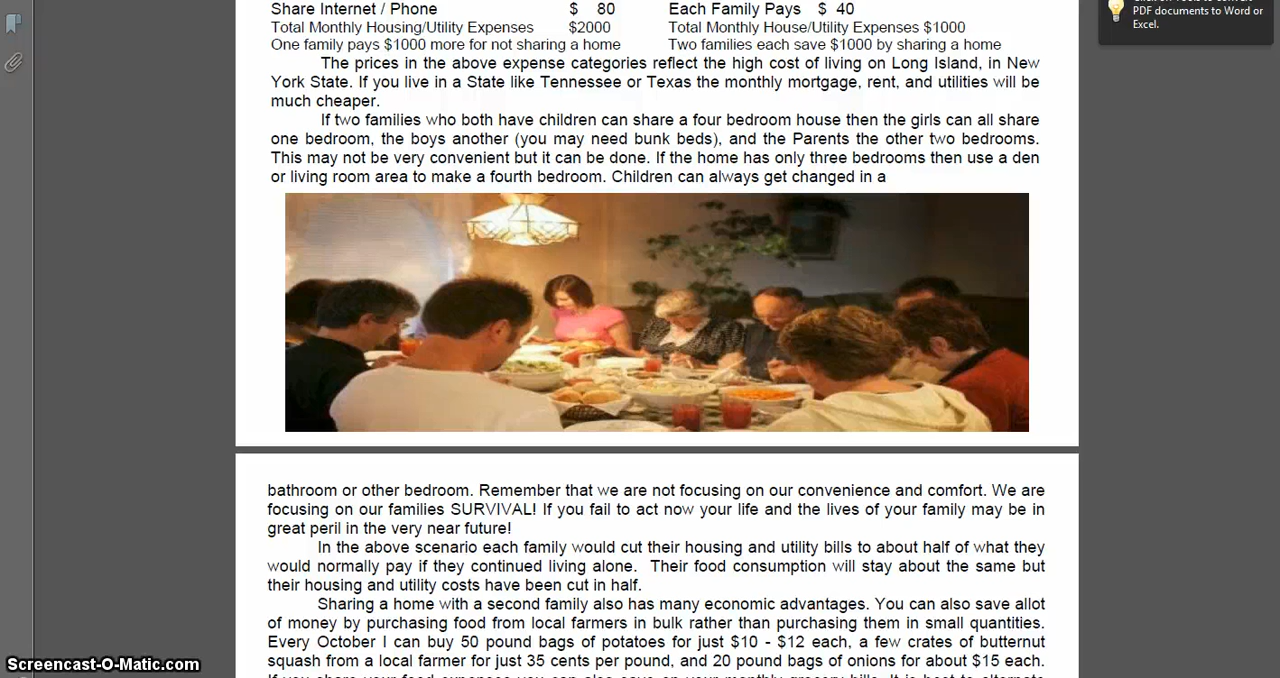 Share Internet / Phone $ 80 Each Family Pays $ 40
Total Monthly Housing/Utility Expenses $2000 Total Monthly House/Utility Expenses $1000
One family pays $1000 more for not sharing a home Two families each save $1000 by sharing a home
The prices in the above expense categories reflect the high cost of living on Long Island, in New
York State. If you live in a State like Tennessee or Texas the monthly mortgage, rent, and utilities will be
much cheaper.
If two families who both have children can share a four bedroom house then the girls can all share
one bedroom, the boys another (you may need bunk beds), and the Parents the other two bedrooms.
This may not be very convenient but it can be done. If the home has only three bedrooms then use a den
or living room area to make a fourth bedroom. Children can always get changed in a
bathroom or other bedroom. Remember that we are not focusing on our convenience and comfort. We are
focusing on our families SURVIVAL! If you fail to act now your life and the lives of your family may be in
great peril in the very near future!
In the above scenario each family would cut their housing and utility bills to about half of what they
would normally pay if they continued living alone. Their food consumption will stay about the same but
their housing and utility costs have been cut in half.
Sharing a home with a second family also has many economic advantages. You can also save allot
of money by purchasing food from local farmers in bulk rather than purchasing them in small quantities.
Every October I can buy 50 pound bags of potatoes for just $10 - $12 each, a few crates of butternut
squash from a local farmer for just 35 cents per pound, and 20 pound bags of onions for about $15 each.
PDF documents to Word or
Excel.
Screencast-O-Matic.com